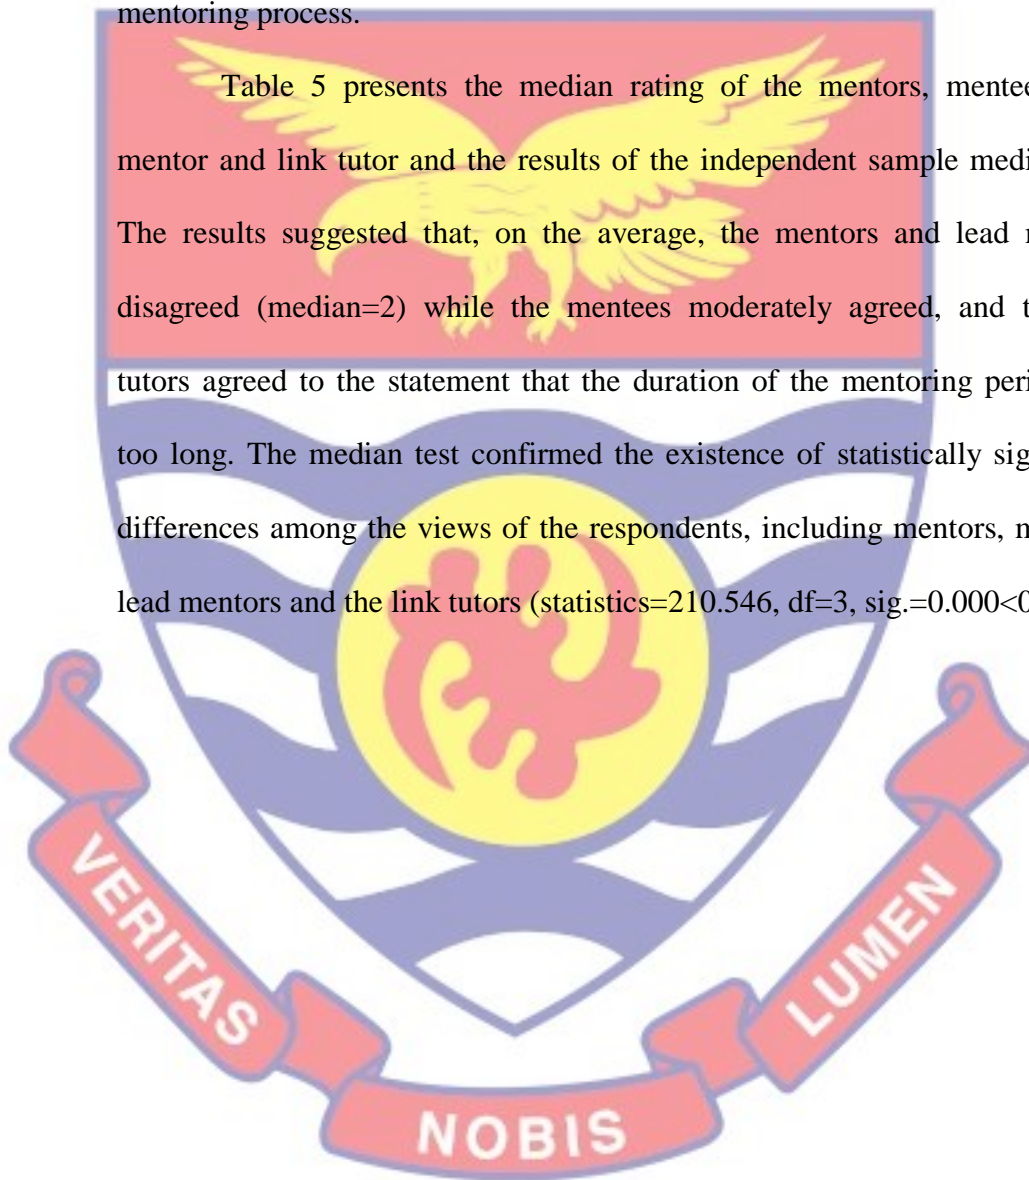 mentoring process.
Table 5 presents the median rating of the mentors, mentee
mentor and link tutor and the results of the independent sample medi
The results suggested that, on the average, the mentors and lead
disagreed (median=2) while the mentees moderately agreed, and t
tutors agreed to the statement that the duration of the mentoring peri
too long. The median test confirmed the existence of statistically sig
differences among the views of the respondents, including mentors,
lead mentors and the link tutors (statistics=210.546, df=3, sig.=0.000<0
VERITAS
NOBIS
LUMEN